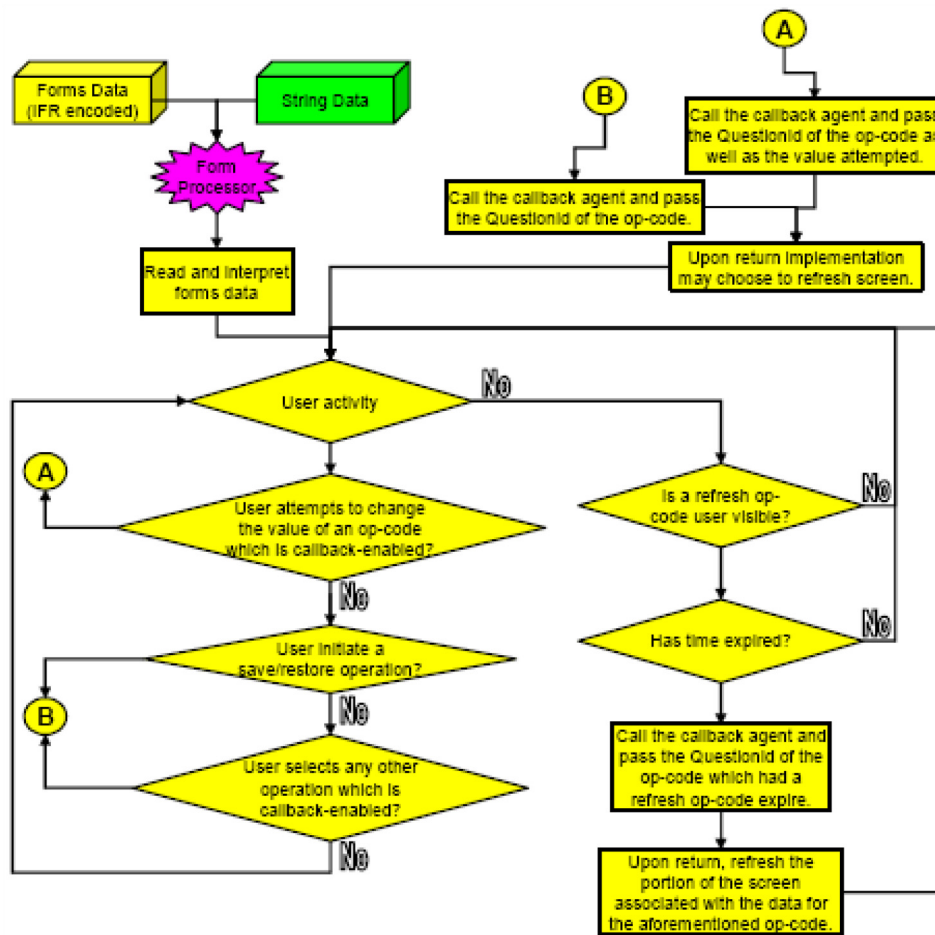 Forms Data
(IFR encoded)
String Data
Form
Processor
Read and Interpret
forms data
A
B
Call the callback agent and pass
the QuestionId of the op-code as
well as the value attempted.
Call the callback agent and pass
the QuestionId of the op-code.
Upon return Implementation
may choose to refresh screen.
User activity
No
A
User attempts to change
the value of an op-code
which is callback-enabled?
No
User Initiate a
save/restore operation?
No
B
User selects any other
operation which is
callback-enabled?
No
Is a refresh op-
code user visible?
No
Has time expired?
No
Call the callback agent and
pass the QuestionId of the
op-code which had a
refresh op-code expire.
Upon return, refresh the
portion of the screen
associated with the data for
the aforementioned op-code.